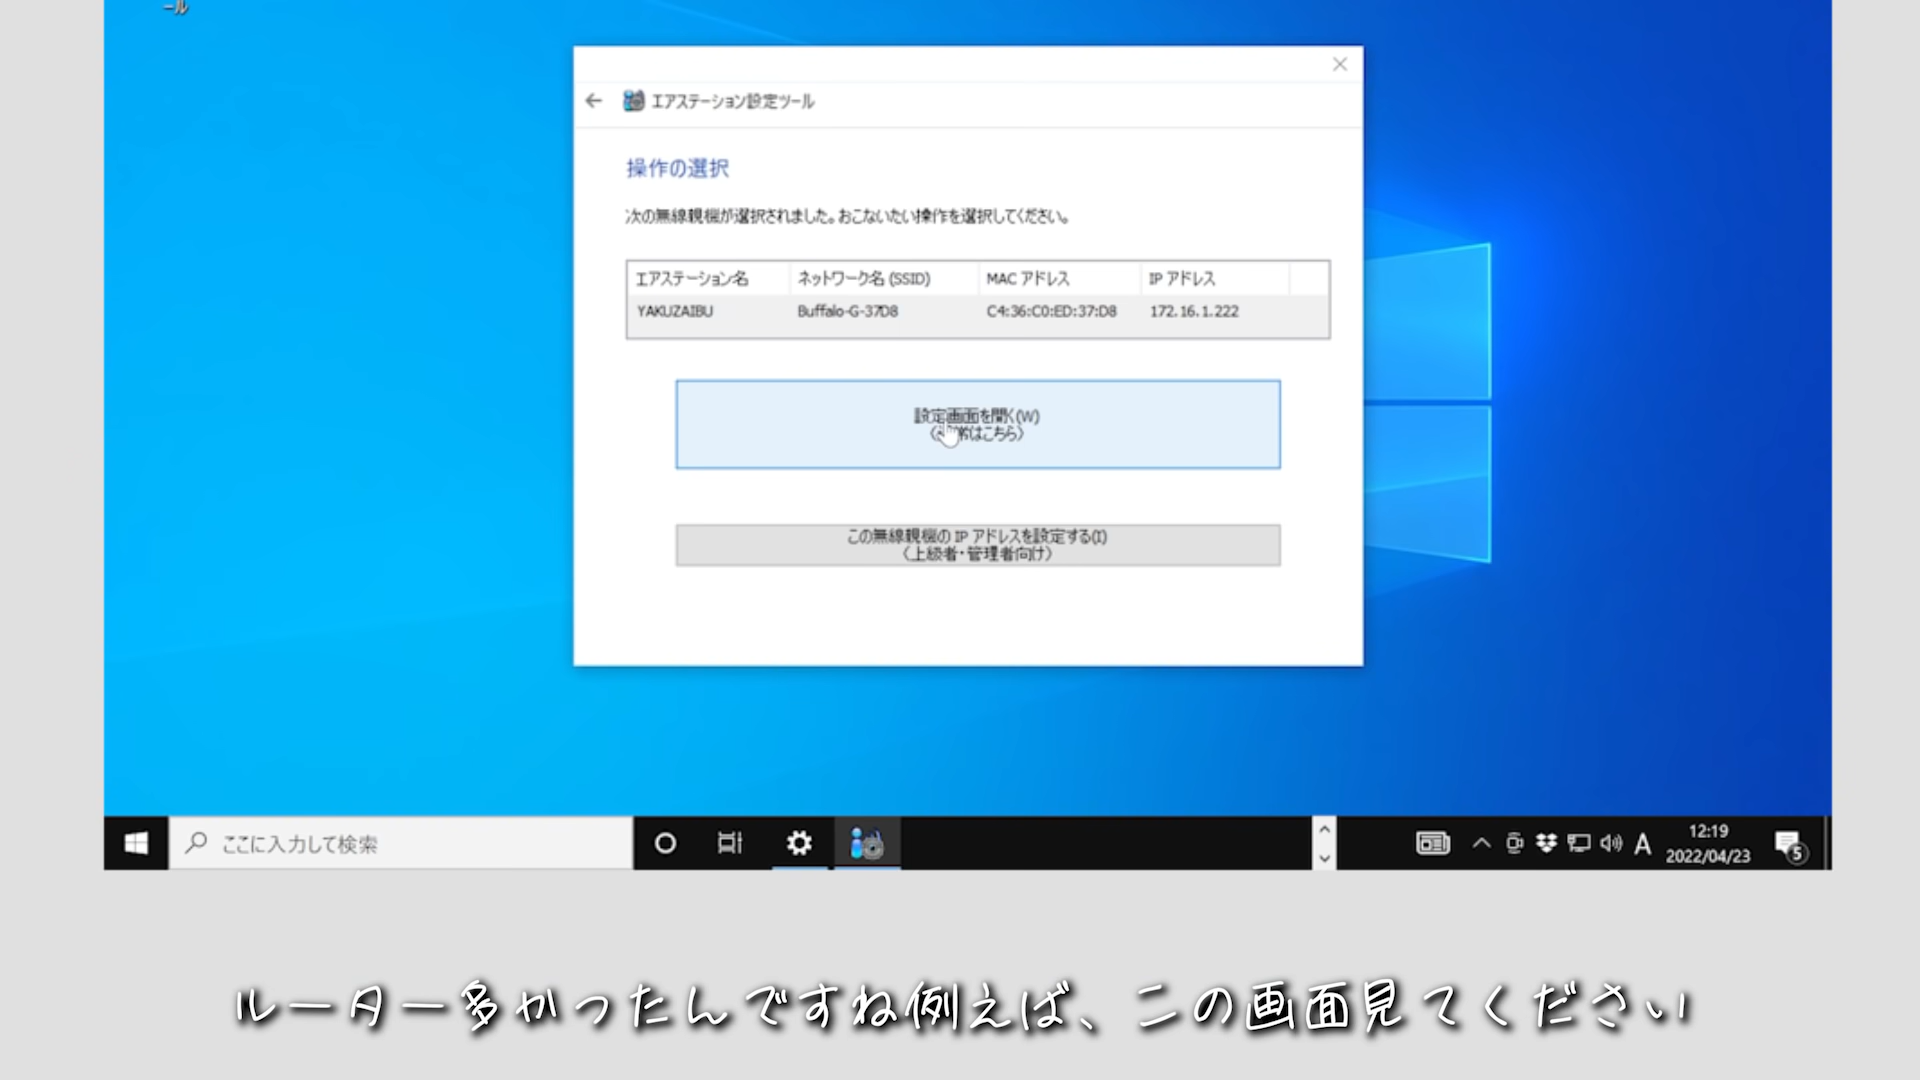 ール
エアステーション設定ツール
操作の選択
次の無線親機が選択されました。おこないたい操作を選択してください。
エアステーション名 ネットワーク名 (SSID) MAC アドレス IP アドレス
YAKUZAIBU Buffalo-G-37D8 C4:36:C0:ED:37:D8 172.16.1.222
設定画面を開く(W)
はこちら〉
この無線親機の IP アドレスを設定する(I)
〈上級者・管理者向け〉
ここに入力して検索
A
12:19
2022/04/23
5
ルーター多かったんですね例えば、この画面見てください